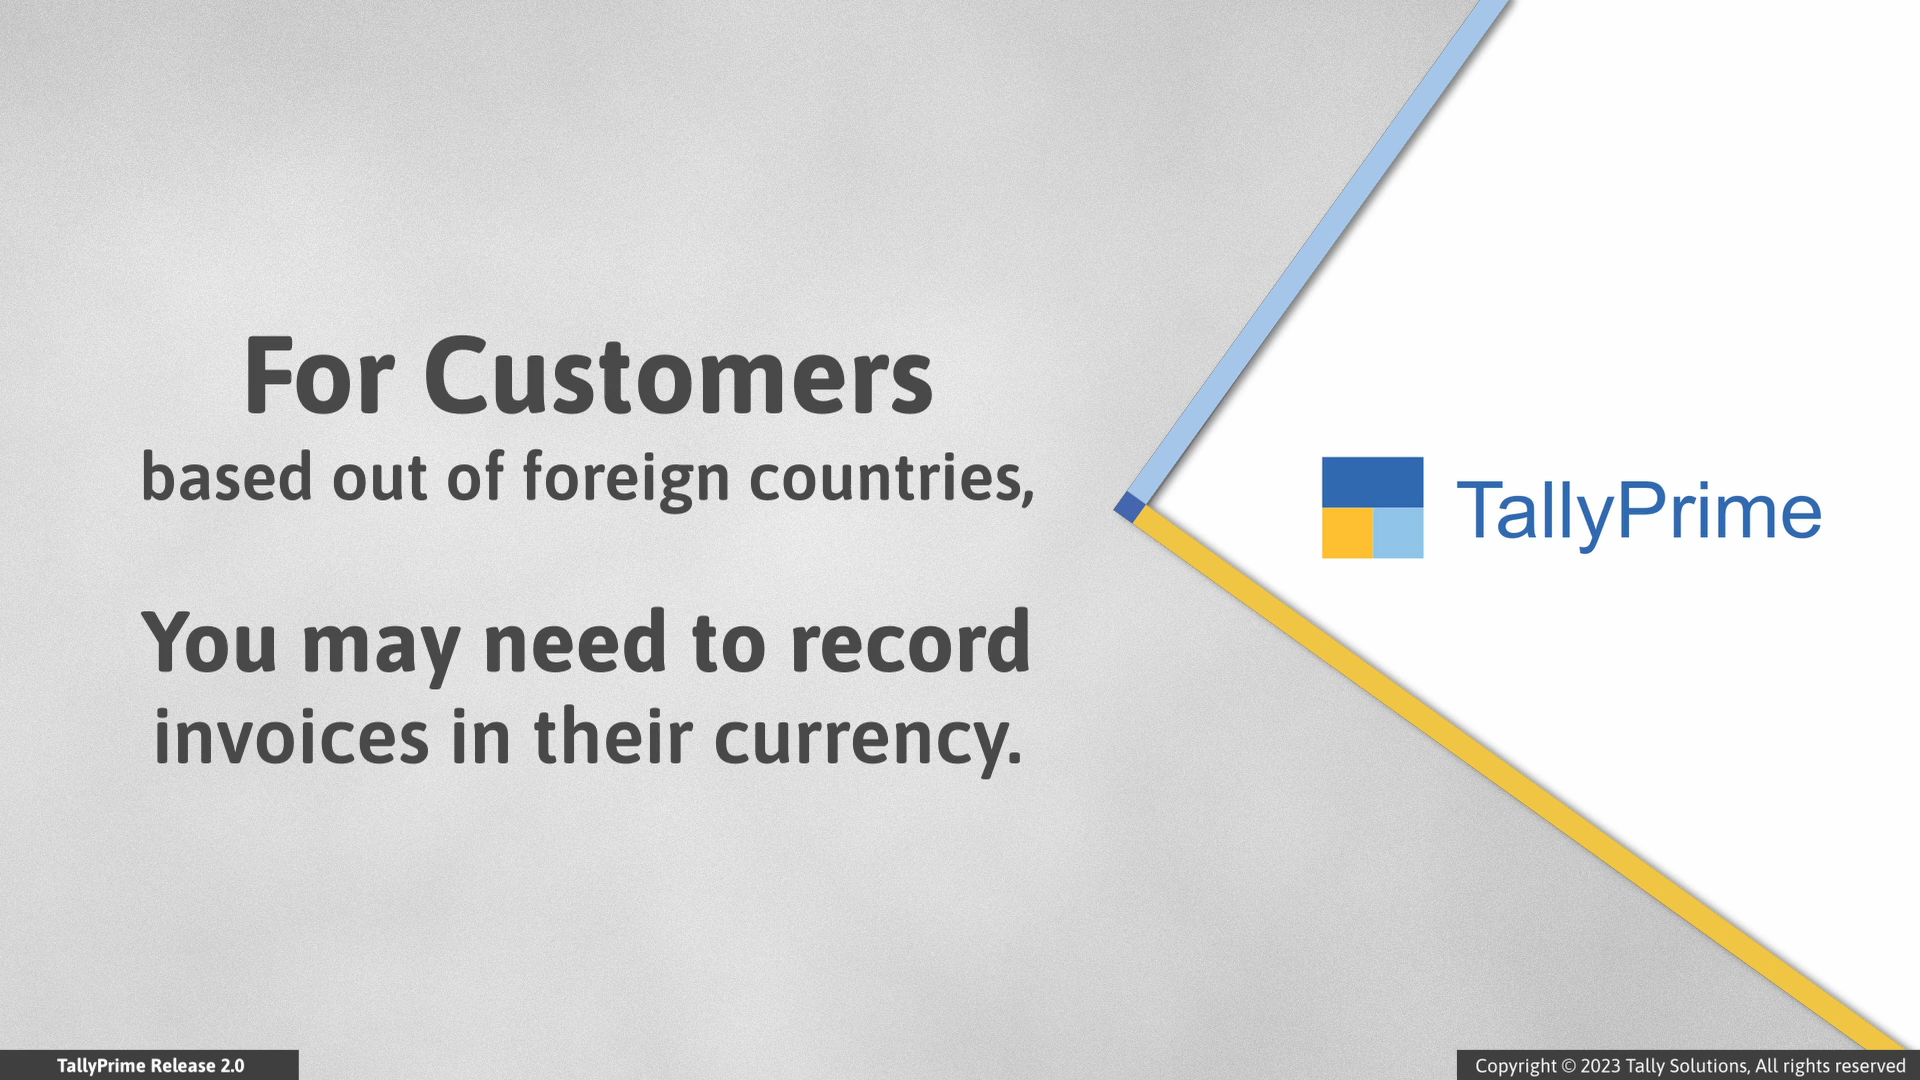 For Customers
based out of foreign countries,
You may need to record
invoices in their currency.
TallyPrime
TallyPrime Release 2.0
Copyright © 2023 Tally Solutions, All rights reserved